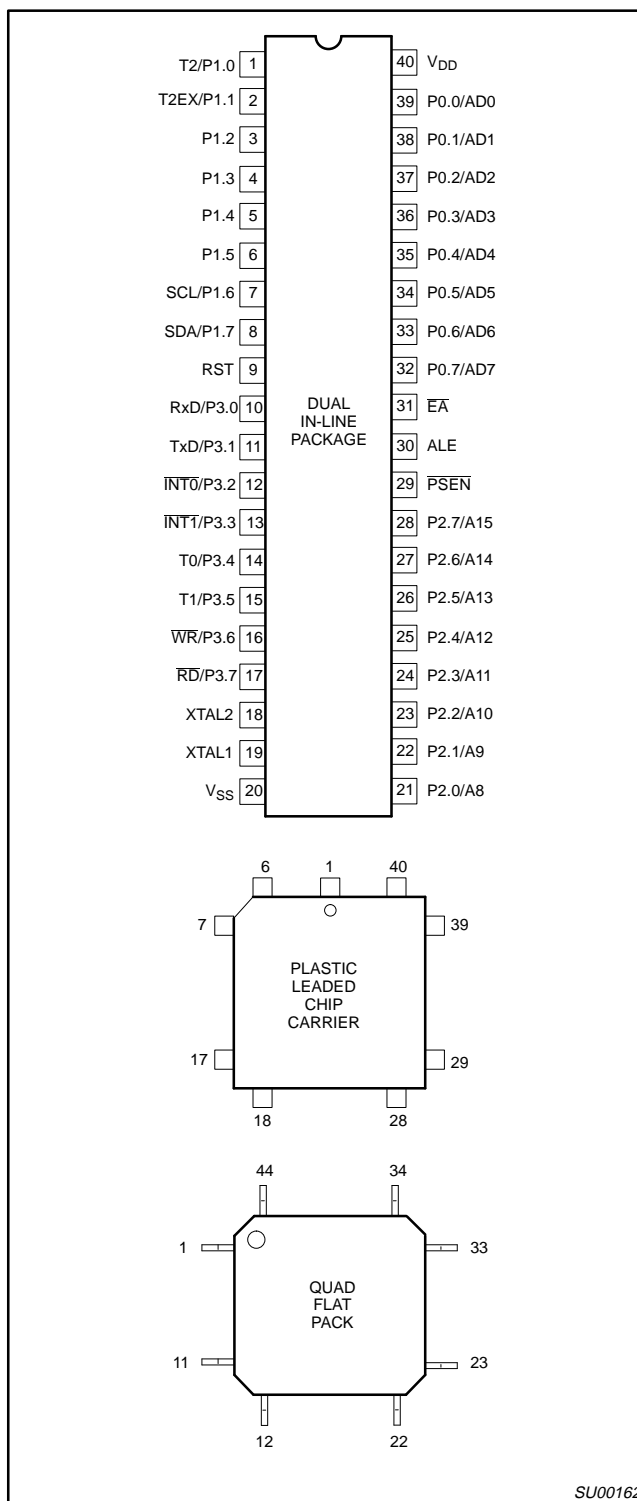 T2/P1.0 1 40 VDD
T2EX/P1.1 2 39 P0.0/AD0
P1.2 3 38 P0.1/AD1
P1.3 4 37 P0.2/AD2
P1.4 5 36 P0.3/AD3
P1.5 6 35 P0.4/AD4
SCL/P1.6 7 34 P0.5/AD5
SDA/P1.7 8 33 P0.6/AD6
RST 9 32 P0.7/AD7
RxD/P3.0 10 31 E̅A̅
TxD/P3.1 11 30 ALE
I̅N̅T̅0̅/P3.2 12 29 P̅S̅E̅N̅
I̅N̅T̅1̅/P3.3 13 28 P2.7/A15
T0/P3.4 14 27 P2.6/A14
T1/P3.5 15 26 P2.5/A13
W̅R̅/P3.6 16 25 P2.4/A12
R̅D̅/P3.7 17 24 P2.3/A11
XTAL2 18 23 P2.2/A10
XTAL1 19 22 P2.1/A9
VSS 20 21 P2.0/A8
DUAL
IN-LINE
PACKAGE
6 1 40
7 39
PLASTIC
LEADED
CHIP
CARRIER
17 29
18 28
44 34
1 33
QUAD
FLAT
PACK
11 23
12 22
SU00162